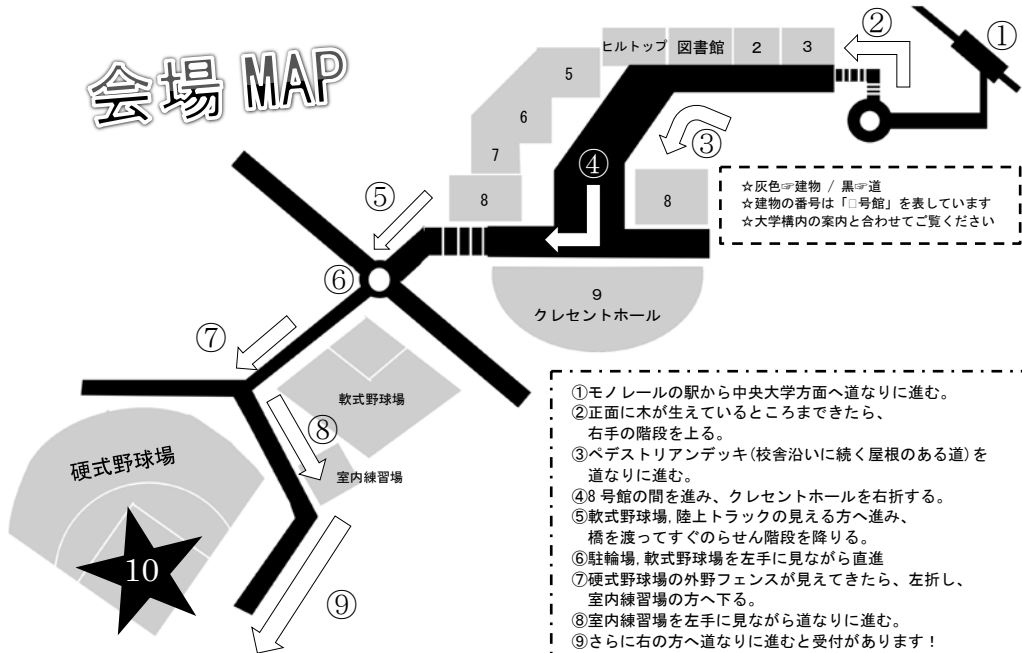 会場 MAP
ヒルトップ
図書館
2
3
②
①
5
6
7
8
③
④
8
⑤
☆灰色☞建物 / 黒☞道
☆建物の番号は「□号館」を表しています
☆大学構内の案内と合わせてご覧ください
⑥
9
クレセントホール
⑦
軟式野球場
⑧
硬式野球場
室内練習場
10
⑨
①モノレールの駅から中央大学方面へ道なりに進む。
②正面に木が生えているところまできたら、
右手の階段を上る。
③ペデストリアンデッキ(校舎沿いに続く屋根のある道)を
道なりに進む。
④8 号館の間を進み、クレセントホールを右折する。
⑤軟式野球場,陸上トラックの見える方へ進み、
橋を渡ってすぐのらせん階段を降りる。
⑥駐輪場,軟式野球場を左手に見ながら直進
⑦硬式野球場の外野フェンスが見えてきたら、左折し、
室内練習場の方へ下る。
⑧室内練習場を左手に見ながら道なりに進む。
⑨さらに右の方へ道なりに進むと受付があります！